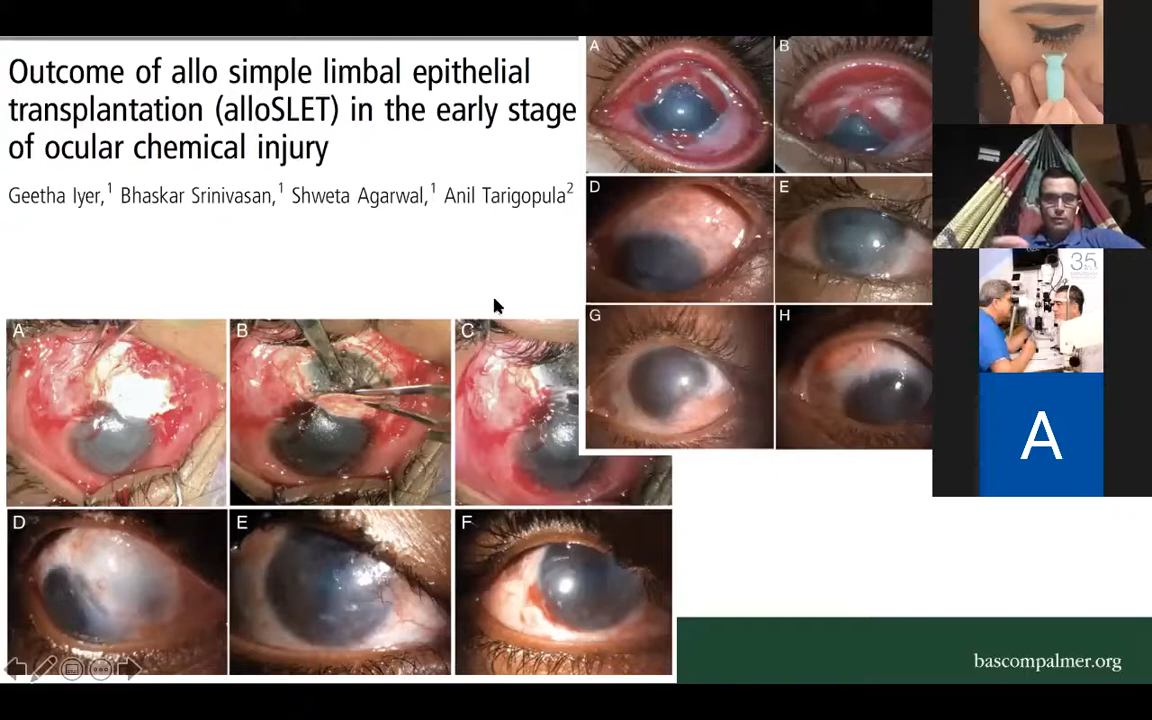 Outcome of allo simple limbal epithelial
transplantation (alloSLET) in the early stage
of ocular chemical injury
Geetha Iyer,1 Bhaskar Srinivasan,1 Shweta Agarwal,1 Anil Tarigopula2
A
B
D
E
G
H
A
B
C
D
E
F
35
A
bascompalmer.org